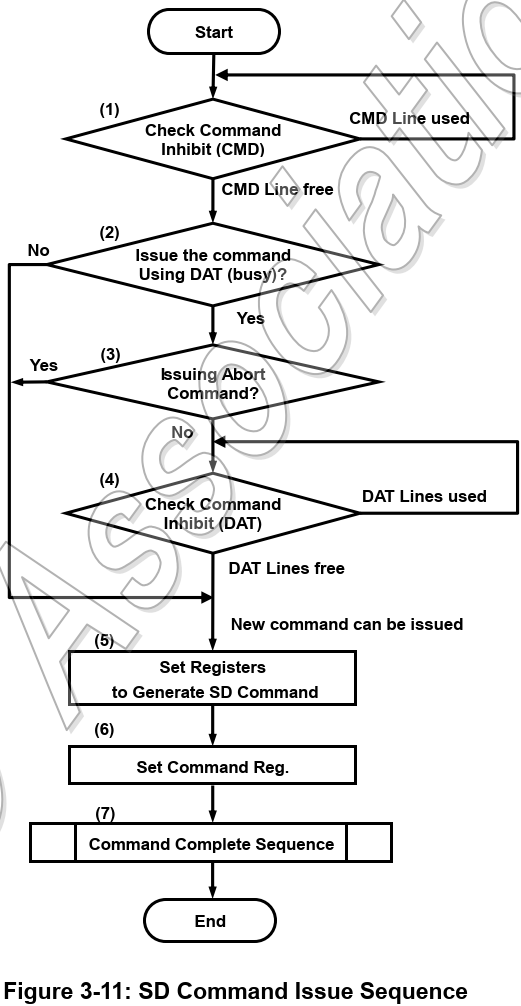 Start
(1)
Check Command
Inhibit (CMD)
CMD Line used
CMD Line free
(2)
No
Issue the command
Using DAT (busy)?
Yes
(3)
Yes
Issuing Abort
Command?
No
(4)
Check Command
Inhibit (DAT)
DAT Lines used
DAT Lines free
New command can be issued
(5)
Set Registers
to Generate SD Command
(6)
Set Command Reg.
(7)
Command Complete Sequence
End
Figure 3-11: SD Command Issue Sequence
Associatio